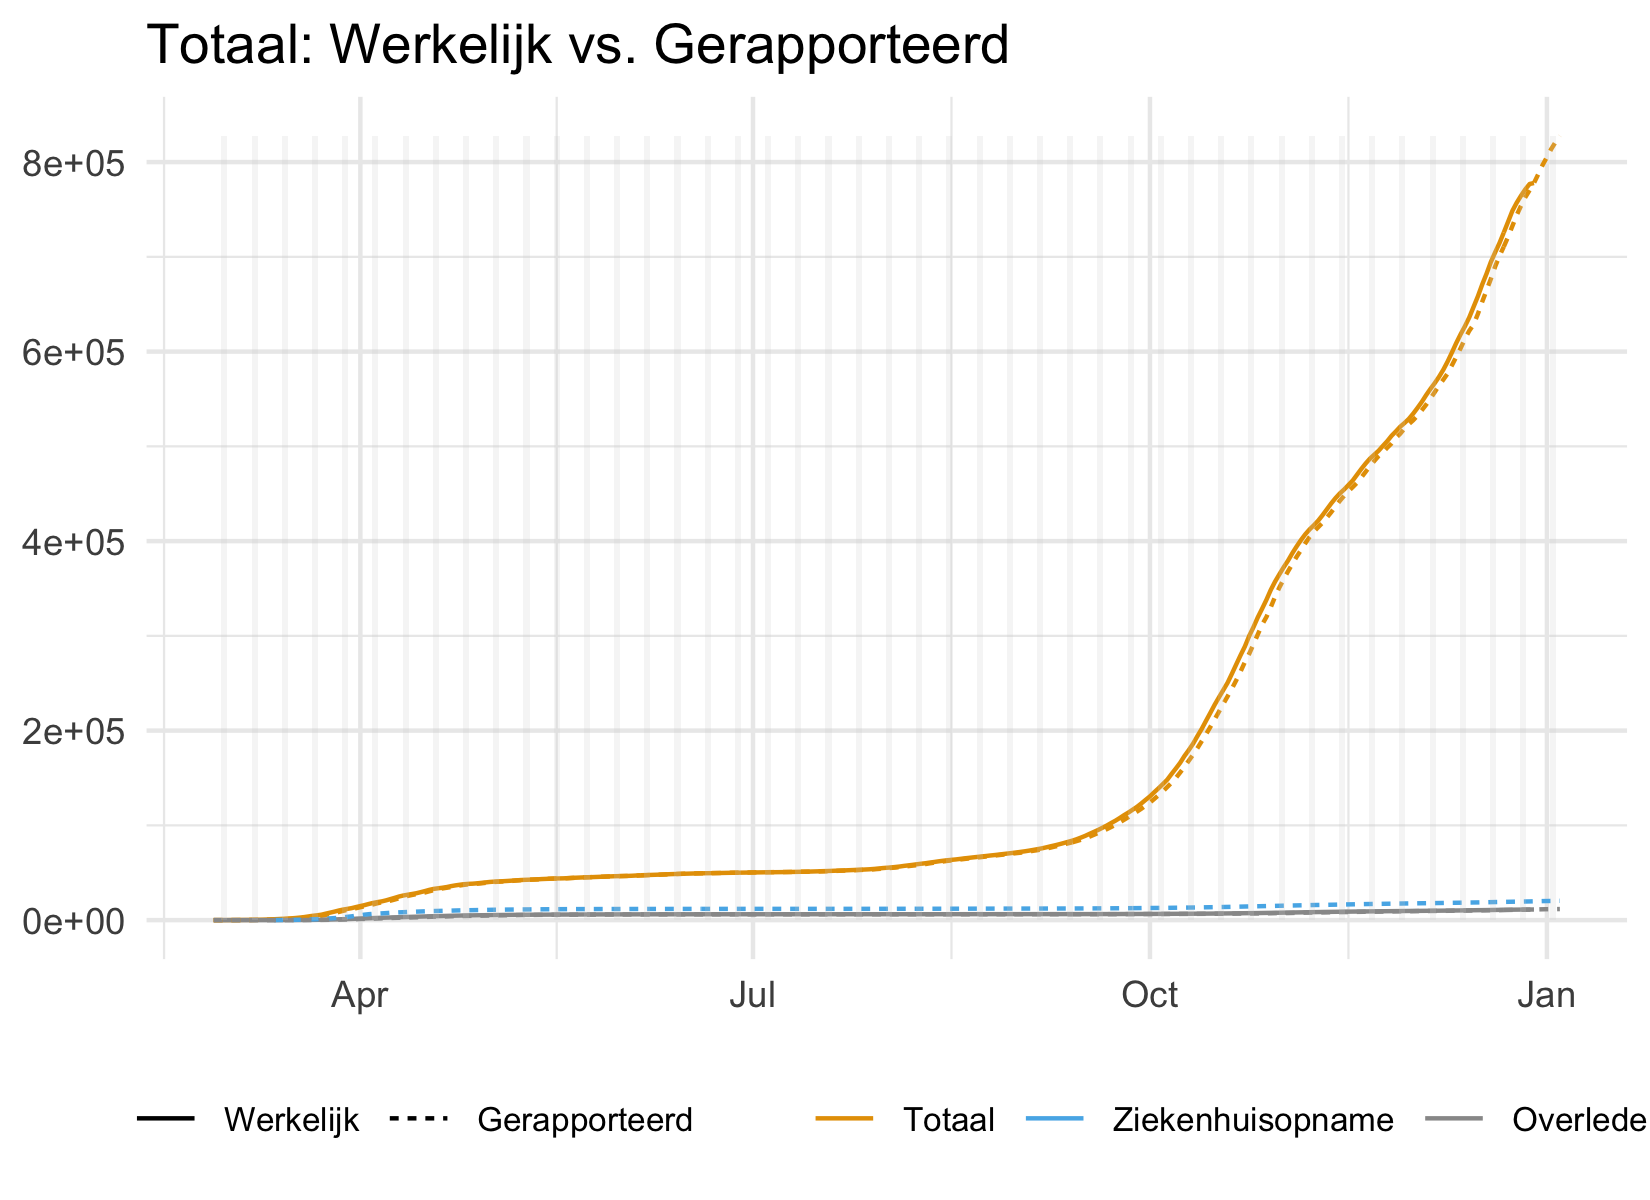 Totaal: Werkelijk vs. Gerapporteerd
8e+05
6e+05
4e+05
2e+05
0e+00
Apr Jul Oct Jan
Werkelijk Gerapporteerd Totaal Ziekenhuisopname Overlede